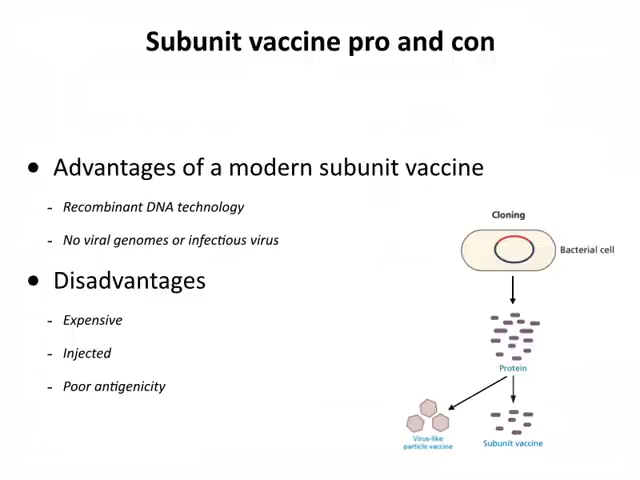 Subunit vaccine pro and con
• Advantages of a modern subunit vaccine
- Recombinant DNA technology
- No viral genomes or infectious virus
• Disadvantages
- Expensive
- Injected
- Poor antigenicity
Cloning
Bacterial cell
Protein
Virus-like
particle vaccine
Subunit vaccine